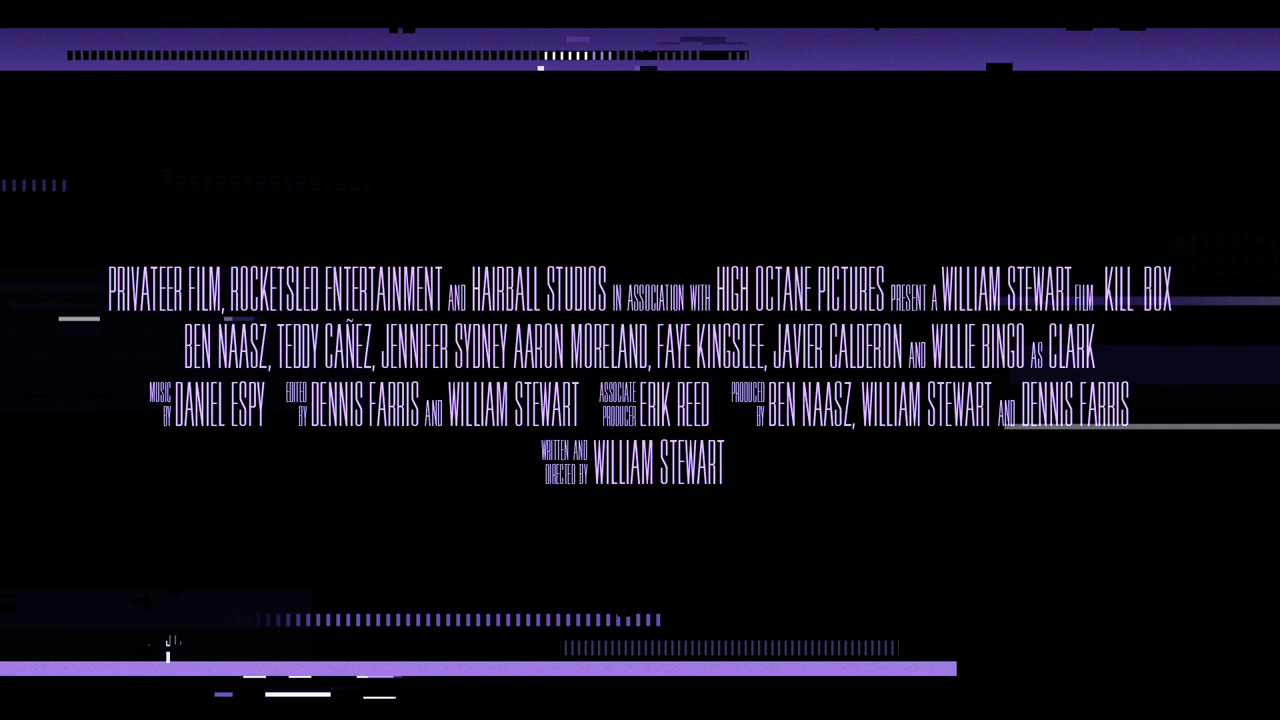 PRIVATEER FILM, ROCKETSLED ENTERTAINMENT AND HAIRBALL STUDIOS IN ASSOCIATION WITH HIGH OCTANE PICTURES PRESENT A WILLIAM STEWART FILM KILL BOX
BEN NAASZ, TEDDY CAÑEZ, JENNIFER SYDNEY AARON MORELAND, FAYE KINGSLEE, JAVIER CALDERON AND WILLIE BINGO AS CLARK
MUSIC BY DANIEL ESPY EDITED BY DENNIS FARRIS AND WILLIAM STEWART ASSOCIATE PRODUCER ERIK REED PRODUCED BY BEN NAASZ, WILLIAM STEWART AND DENNIS FARRIS
WRITTEN AND DIRECTED BY WILLIAM STEWART